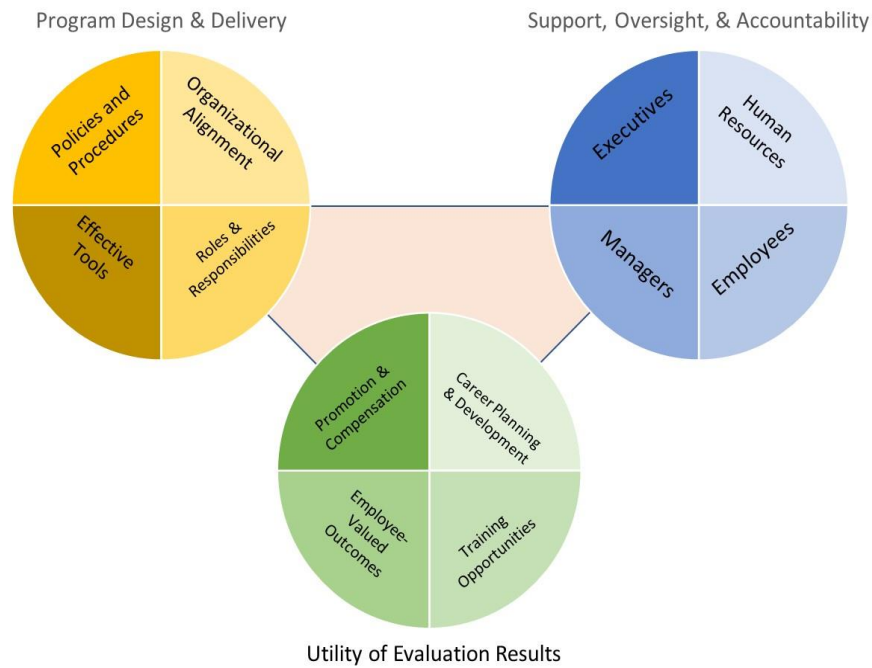 Program Design & Delivery
Policies and
Procedures
Organizational
Alignment
Effective
Tools
Roles &
Responsibilities
Support, Oversight, & Accountability
Executives
Human
Resources
Managers
Employees
Promotion &
Compensation
Career Planning
& Development
Employee-
Valued
Outcomes
Training
Opportunities
Utility of Evaluation Results